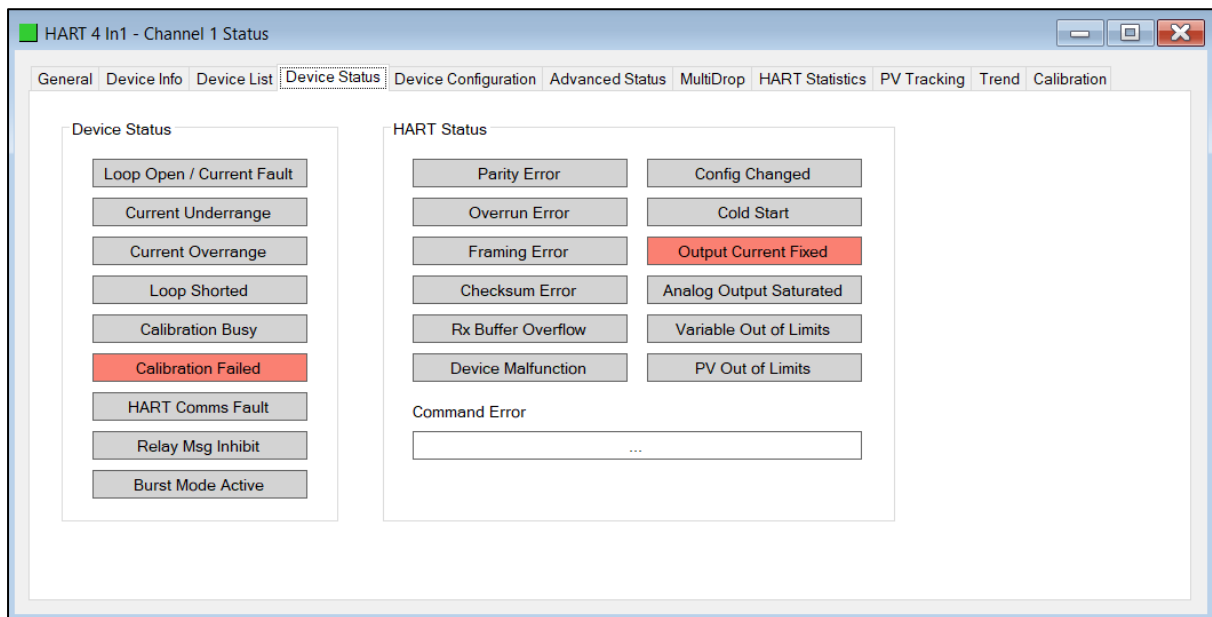 HART 4 In1 - Channel 1 Status
General Device Info Device List Device Status Device Configuration Advanced Status MultiDrop HART Statistics PV Tracking Trend Calibration
Device Status
Loop Open / Current Fault
Current Underrange
Current Overrange
Loop Shorted
Calibration Busy
Calibration Failed
HART Comms Fault
Relay Msg Inhibit
Burst Mode Active
HART Status
Parity Error
Config Changed
Overrun Error
Cold Start
Framing Error
Output Current Fixed
Checksum Error
Analog Output Saturated
Rx Buffer Overflow
Variable Out of Limits
Device Malfunction
PV Out of Limits
Command Error
...